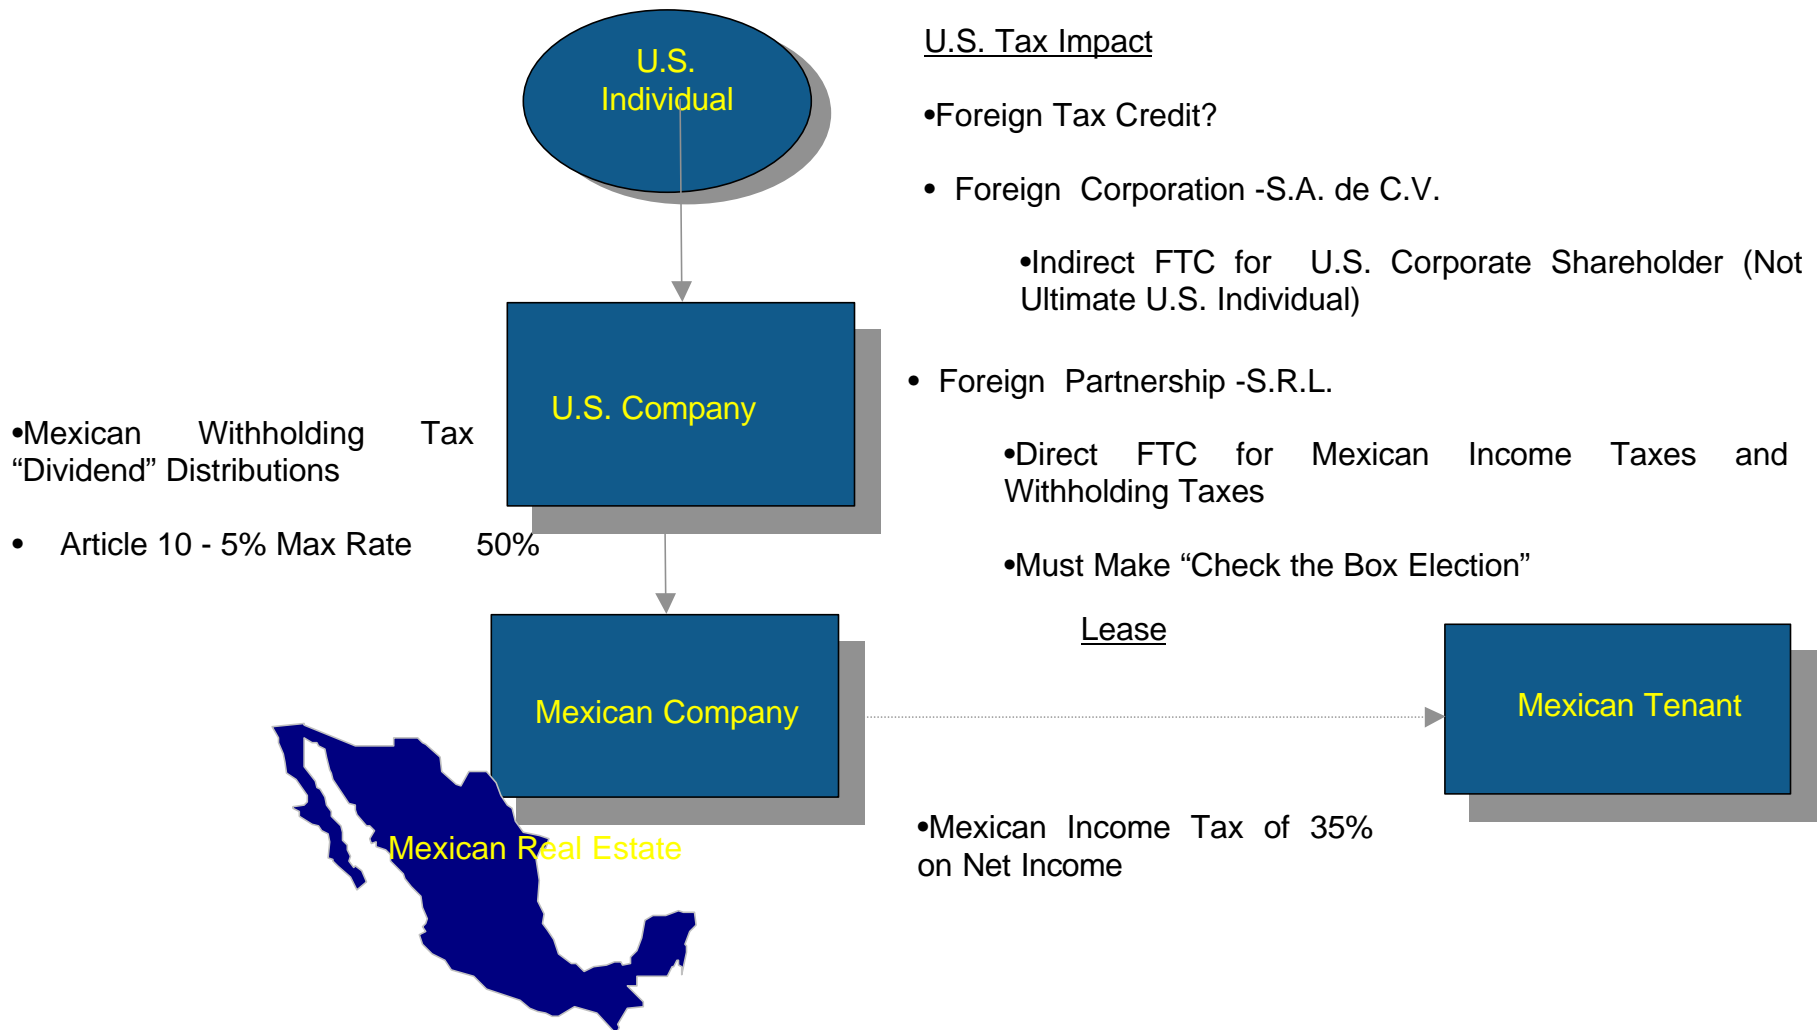 U.S.
Individual
U.S. Tax Impact
•Foreign Tax Credit?
• Foreign Corporation -S.A. de C.V.
•Indirect FTC for U.S. Corporate Shareholder (Not
Ultimate U.S. Individual)
U.S. Company
• Foreign Partnership -S.R.L.
•Direct FTC for Mexican Income Taxes and
Withholding Taxes
•Must Make “Check the Box Election”
•Mexican Withholding Tax
“Dividend” Distributions
• Article 10 - 5% Max Rate 50%
Lease
Mexican Company
Mexican Tenant
Mexican Real Estate
•Mexican Income Tax of 35%
on Net Income